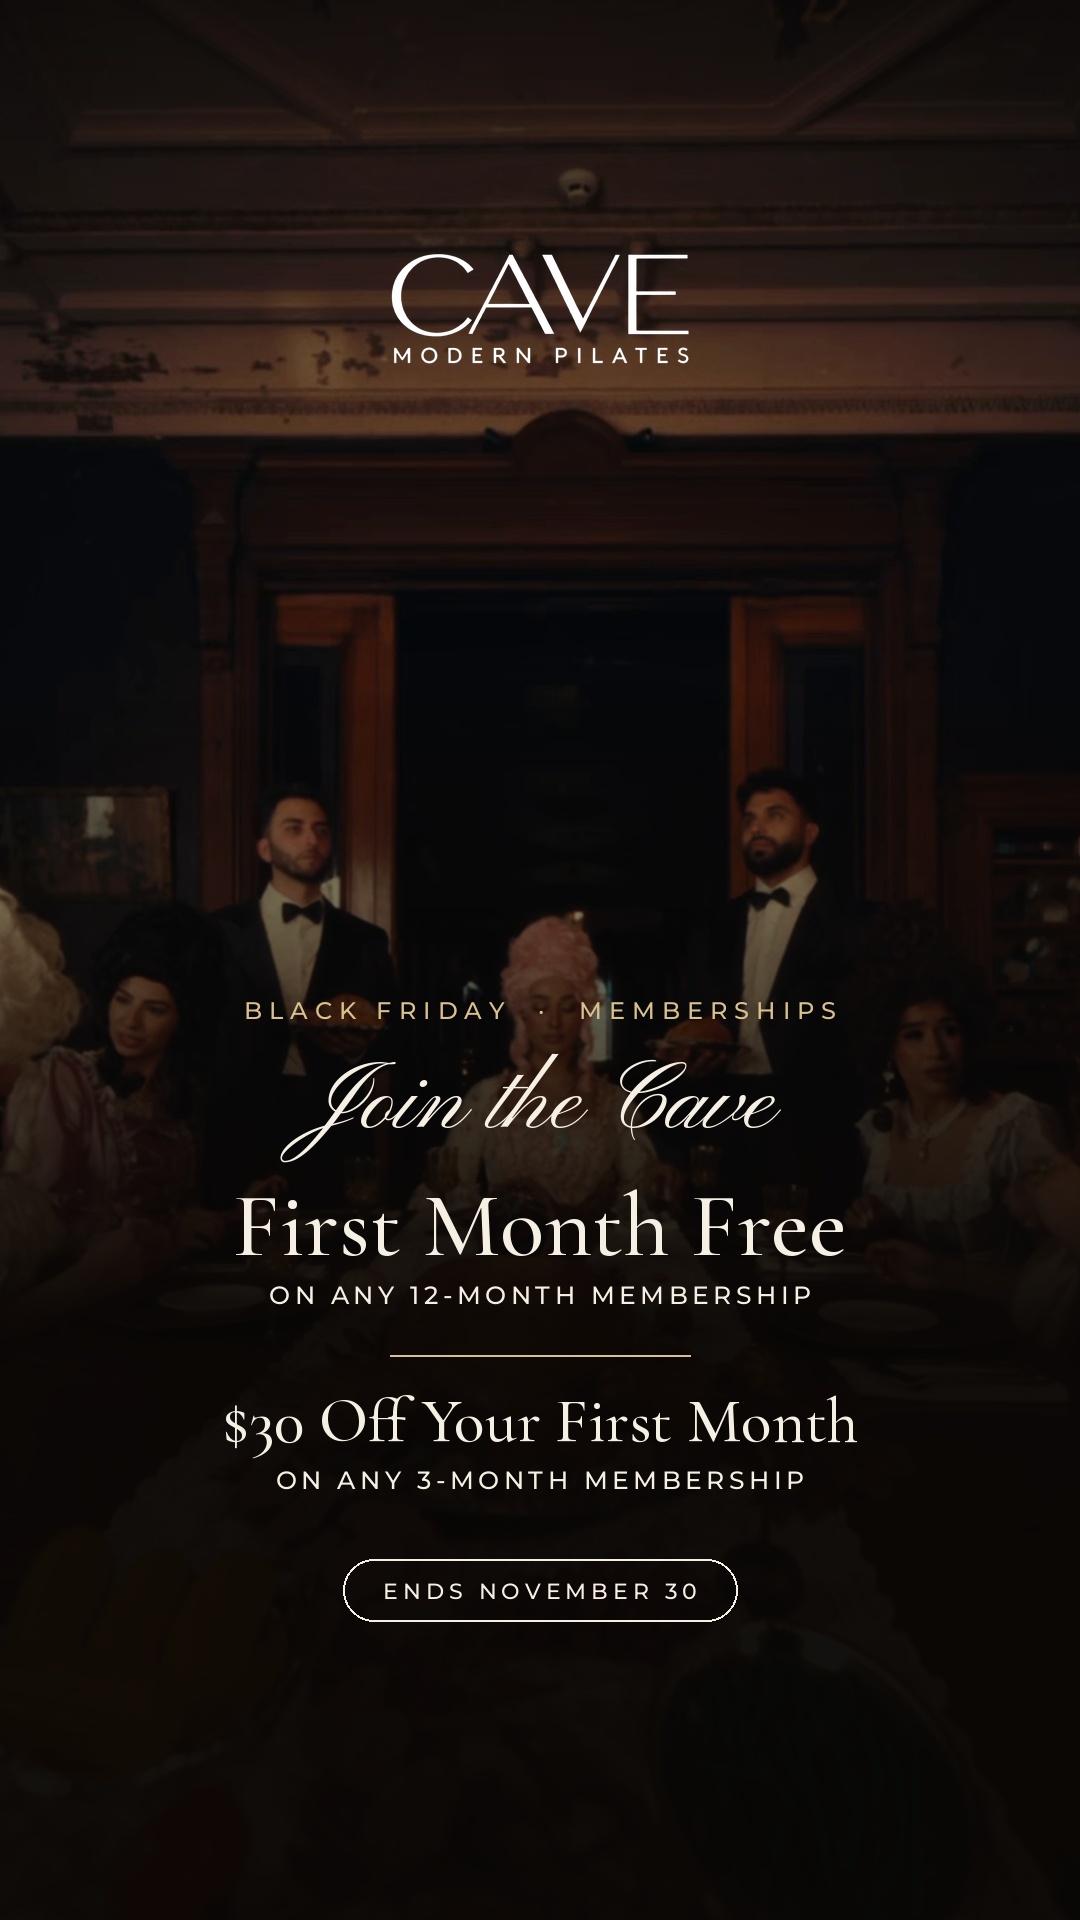 CAVE
MODERN PILATES
BLACK FRIDAY · MEMBERSHIPS
Join the Cave
First Month Free
ON ANY 12-MONTH MEMBERSHIP
$30 Off Your First Month
ON ANY 3-MONTH MEMBERSHIP
ENDS NOVEMBER 30